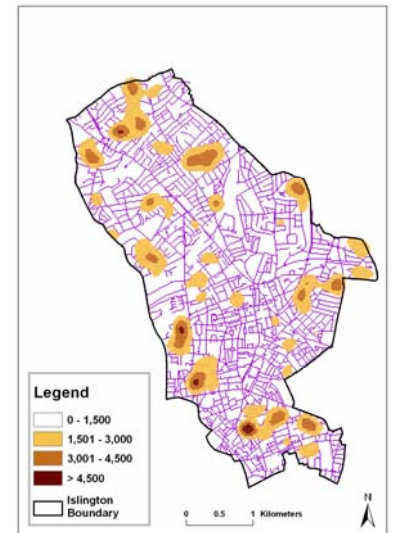 Legend
0 - 1,500
1,501 - 3,000
3,001 - 4,500
> 4,500
Islington
Boundary
0 0.5 1 Kilometers
N